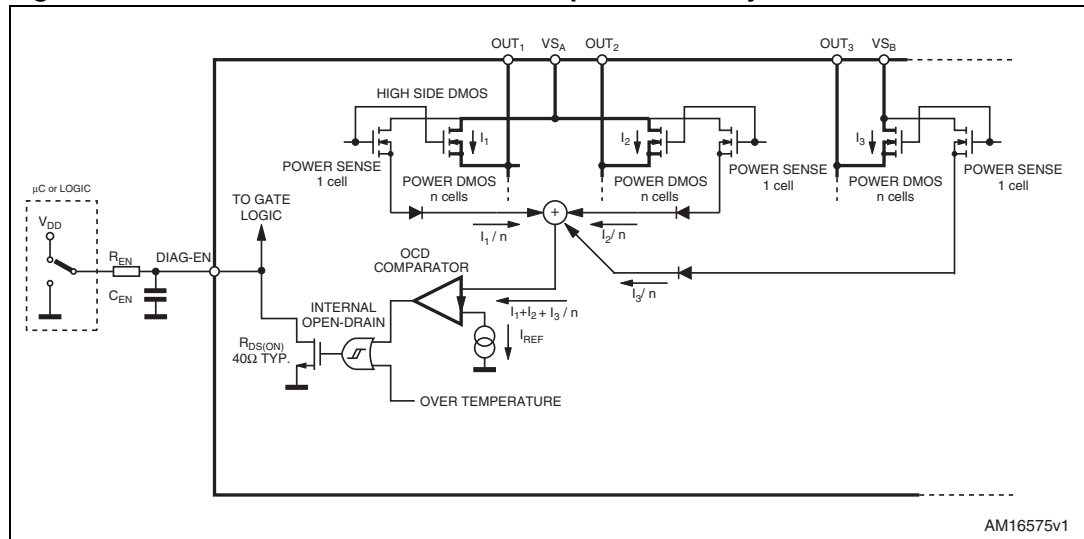 OUT1 VSA OUT2 OUT3 VSB
HIGH SIDE DMOS
I1 I2 I3
POWER SENSE
1 cell
POWER DMOS
n cells
POWER DMOS
n cells
POWER SENSE
1 cell
POWER DMOS
n cells
POWER SENSE
1 cell
μC or LOGIC
VDD
REN
CEN
DIAG-EN
TO GATE
LOGIC
+
I1/ n
I2/ n
I3/ n
OCD
COMPARATOR
I1+I2 + I3 / n
IREF
INTERNAL
OPEN-DRAIN
RDS(ON)
40Ω TYP.
OVER TEMPERATURE
AM16575v1